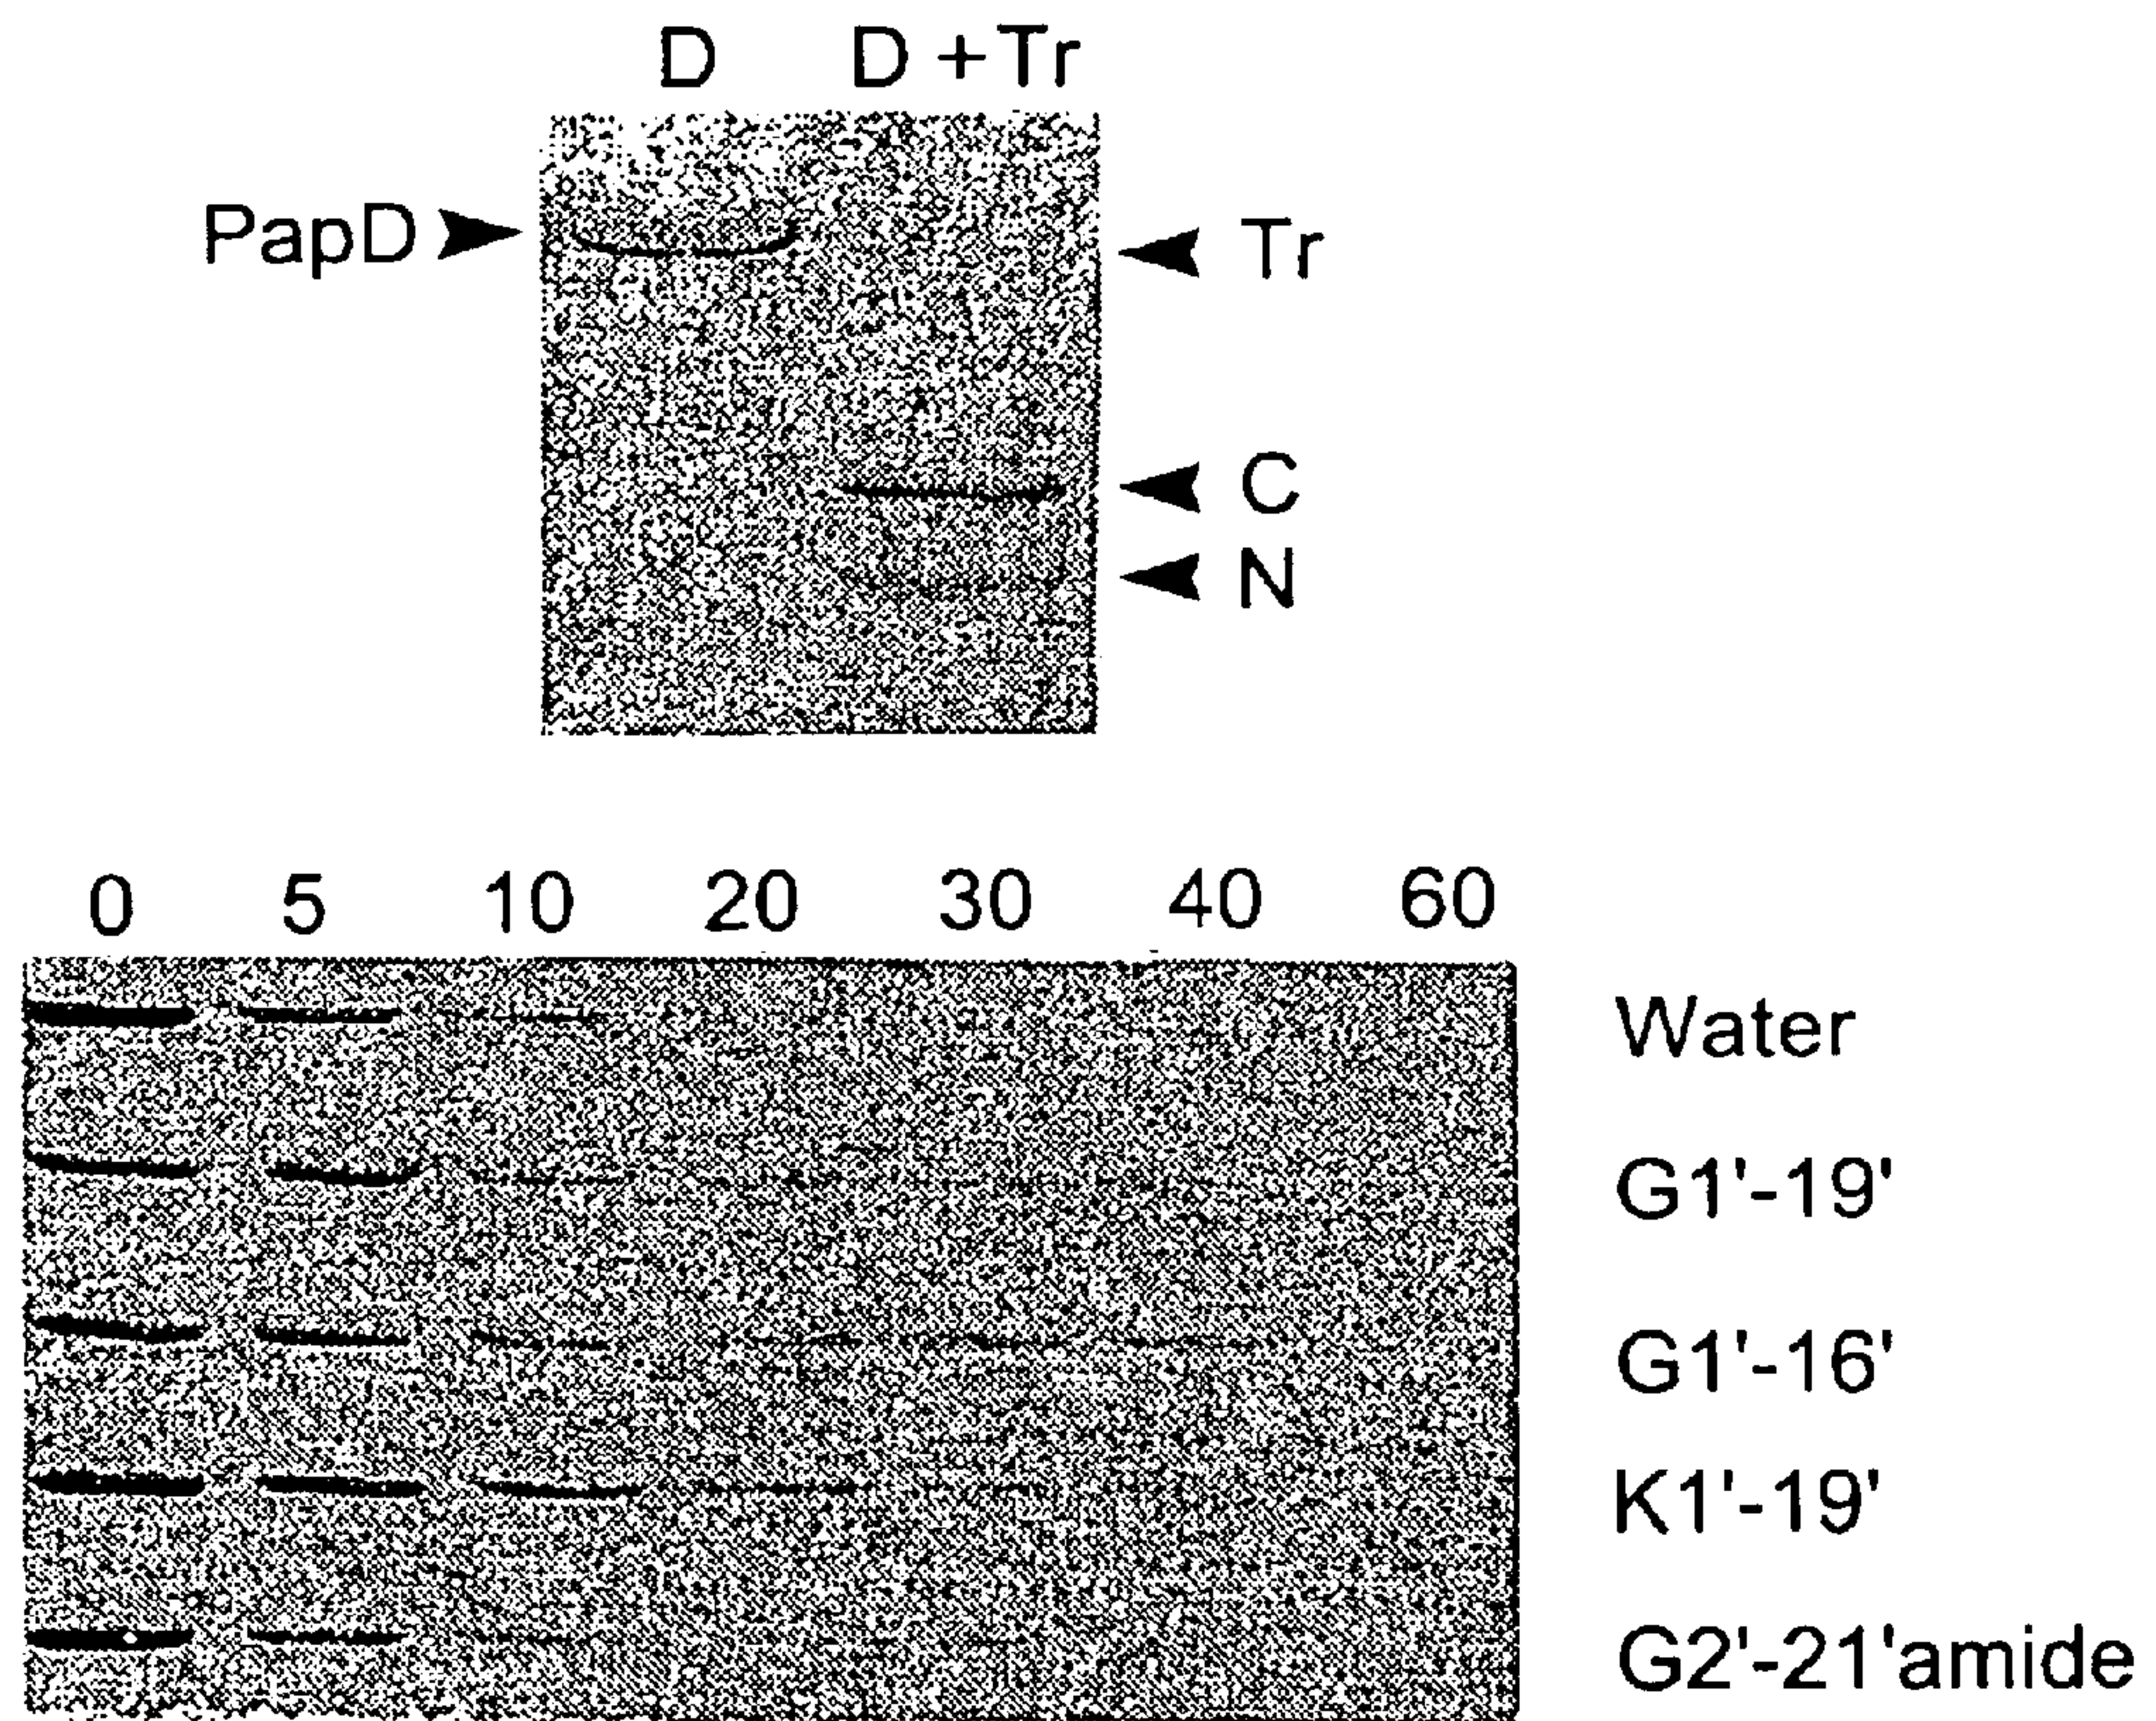 D D + Tr
PapD Tr
C
N
0 5 10 20 30 40 60
Water
G1'-19'
G1'-16'
K1'-19'
G2'-21'amide